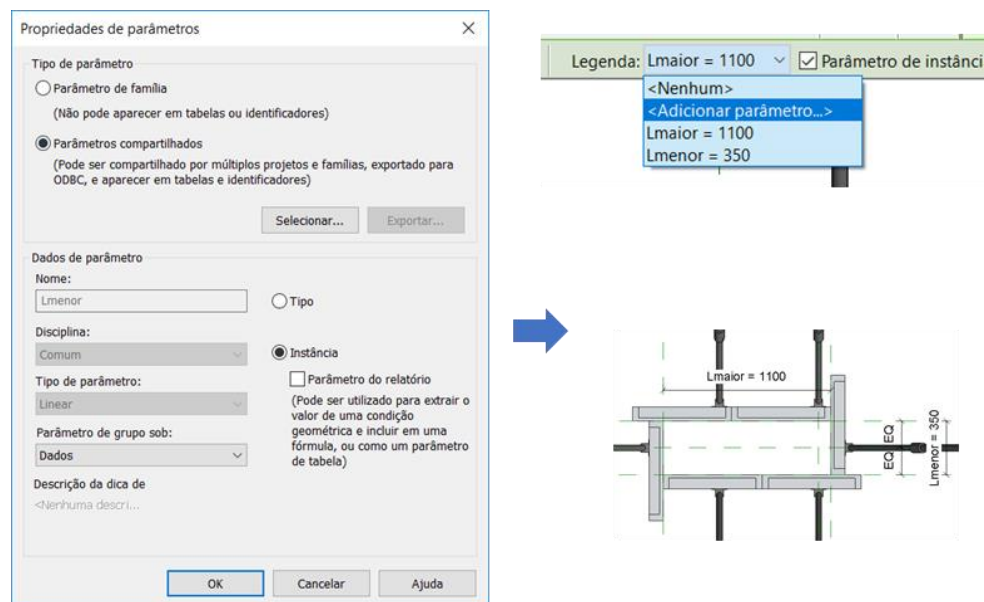 Propriedades de parâmetros
Tipo de parâmetro
Parâmetro de família
(Não pode aparecer em tabelas ou identificadores)
Parâmetros compartilhados
(Pode ser compartilhado por múltiplos projetos e famílias, exportado para
ODBC, e aparecer em tabelas e identificadores)
Selecionar...
Exportar...
Dados de parâmetro
Nome:
Lmenor
Tipo
Disciplina:
Comum
Instância
Tipo de parâmetro:
Parâmetro do relatório
Linear
(Pode ser utilizado para extrair o
valor de uma condição
geométrica e incluir em uma
fórmula, ou como um parâmetro
de tabela)
Parâmetro de grupo sob:
Dados
Descrição da dica de
<Nenhuma descri...
OK
Cancelar
Ajuda
Legenda: Lmaior = 1100
Parâmetro de instânci
<Nenhum>
<Adicionar parâmetro...>
Lmaior = 1100
Lmenor = 350
Lmaior = 1100
EQ EQ
Lmenor = 350